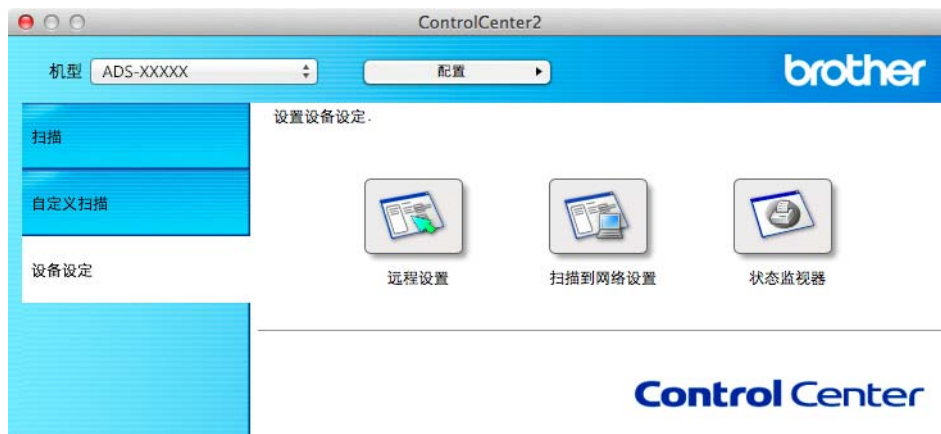 ControlCenter2
机型 ADS-XXXXX 配置
brother
扫描
自定义扫描
设备设定
设置设备设定.
远程设置 扫描到网络设置 状态监视器
Control Center